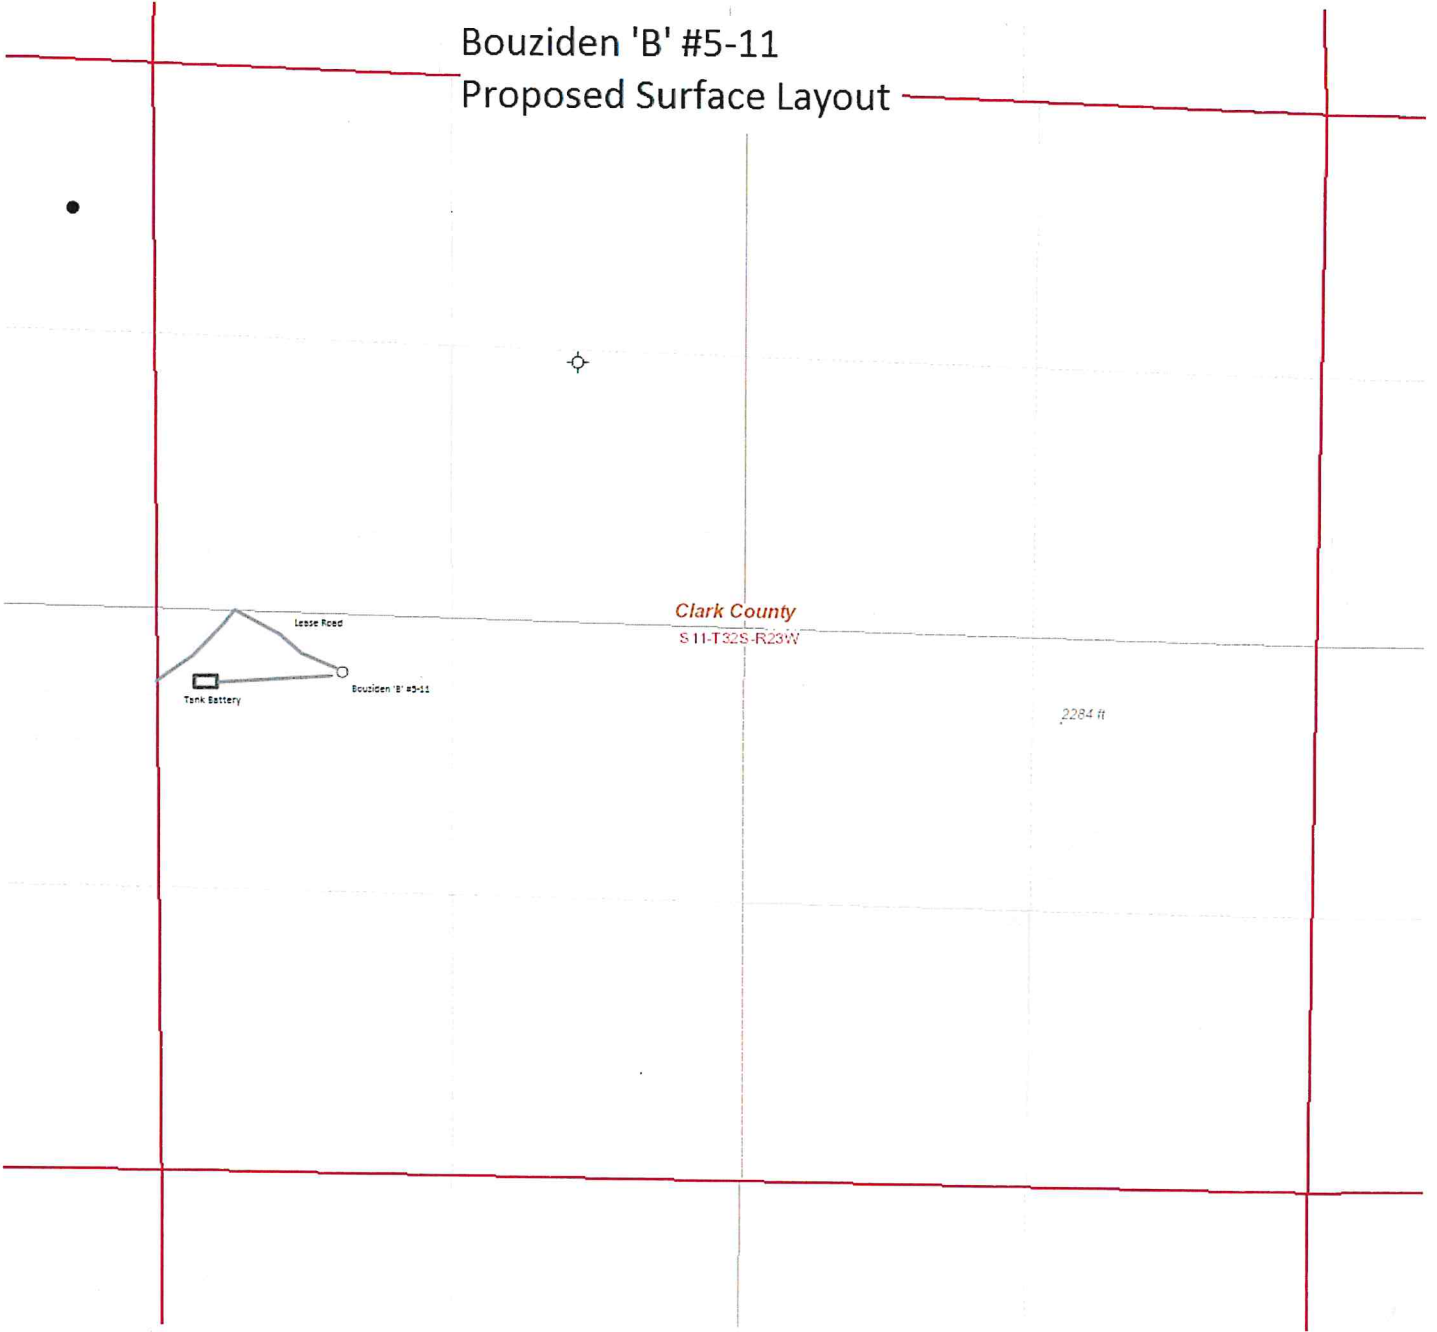 Bouziden 'B' #5-11
Proposed Surface Layout
Clark County
S11-T32S-R23W
Lease Road
Bouziden 'B' #5-11
Tank Battery
2284 ft